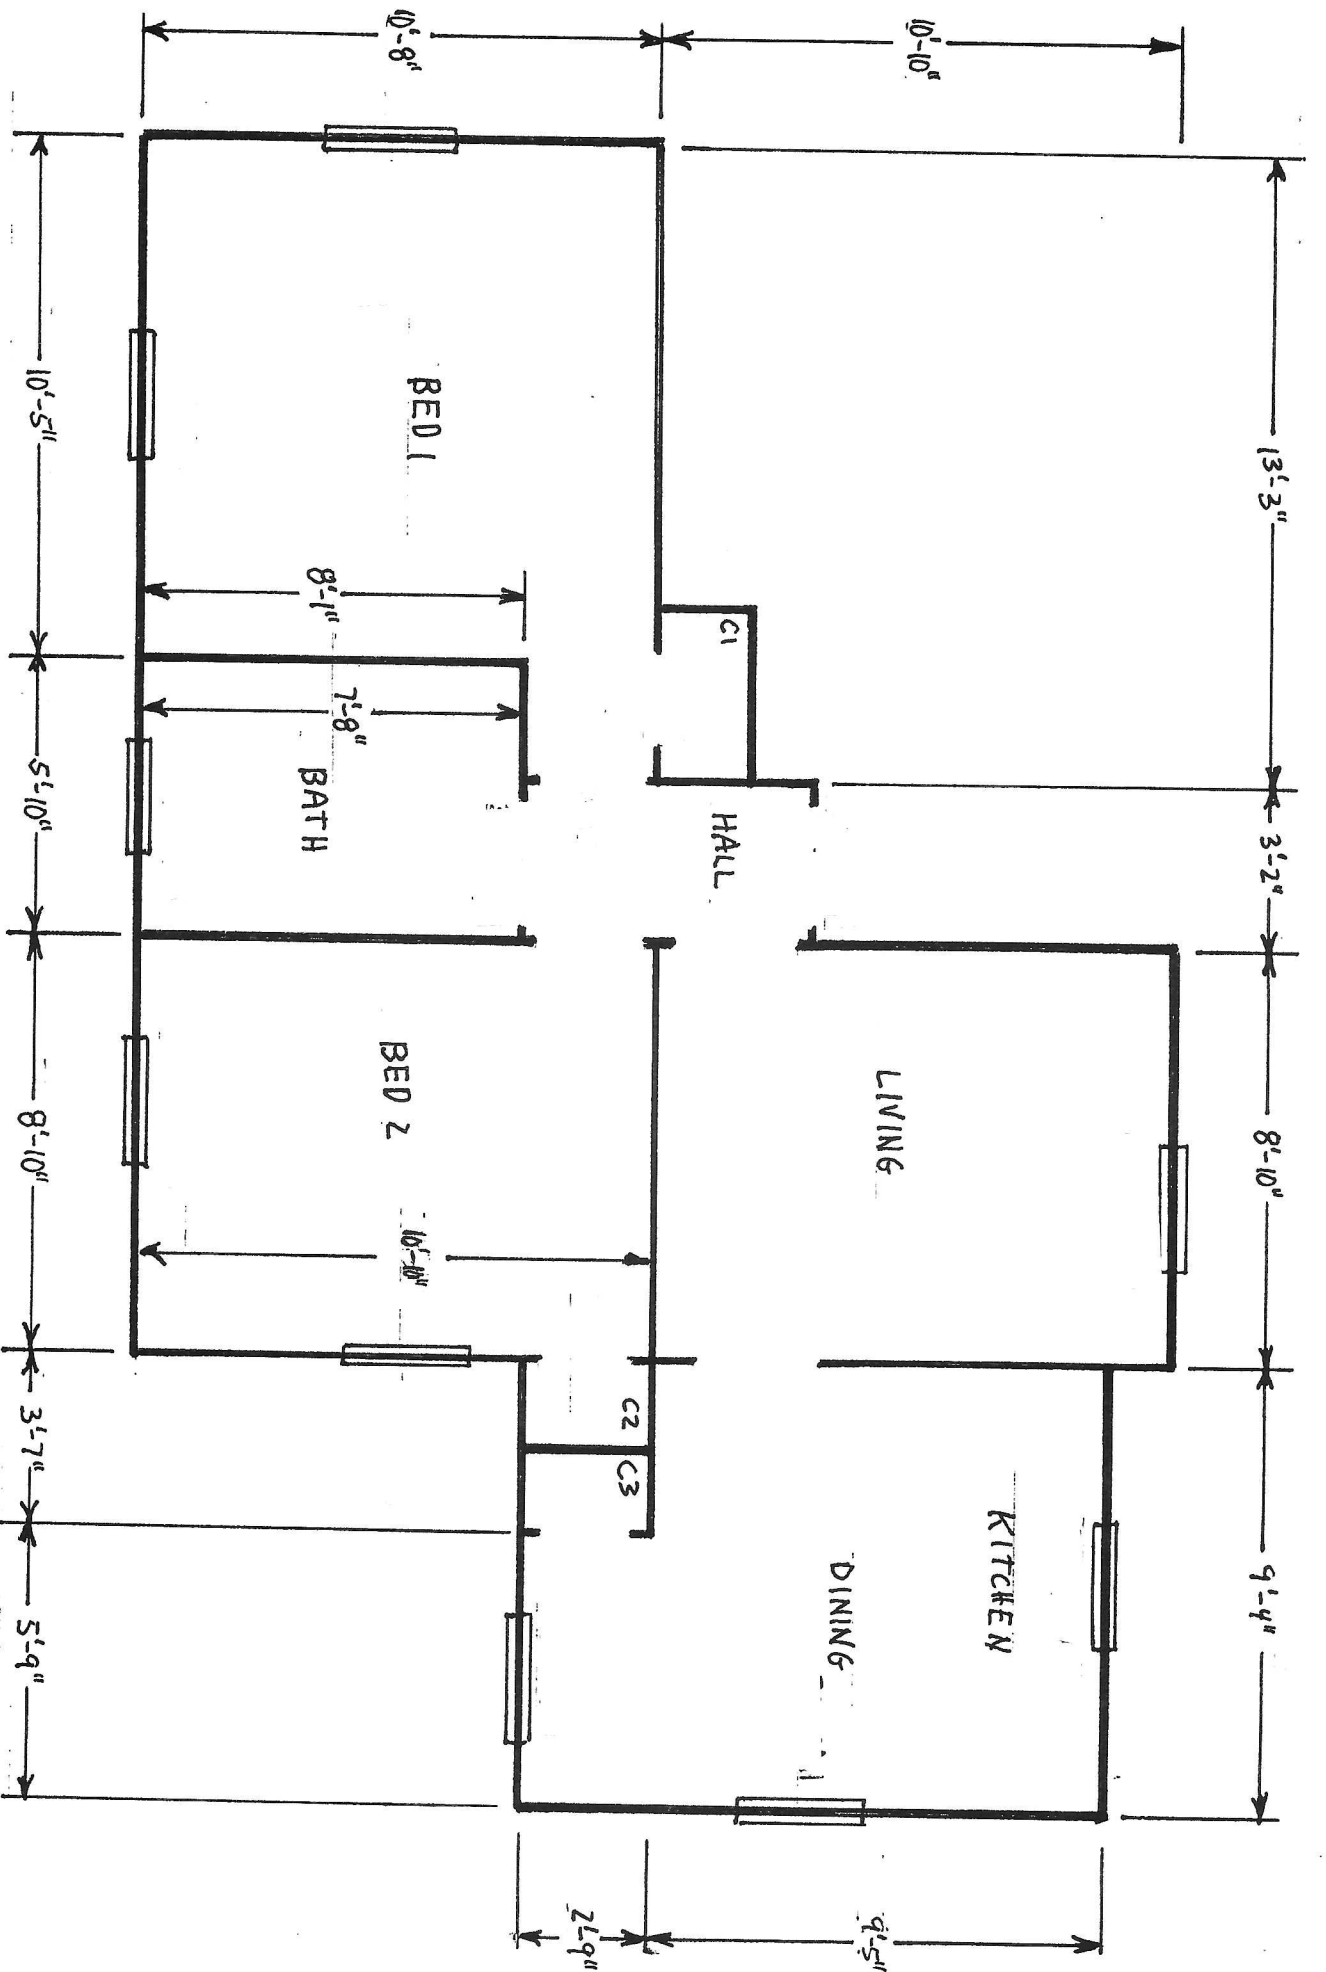 13'-3"
3'-2"
8'-10"
9'-4"
10'-10"
10'-8"
9'-5"
2'-9"
C1
HALL
LIVING
KITCHEN
DINING
C2
C3
BED 1
8'-1"
7'-8"
BATH
BED 2
10'-10"
10'-5"
5'-10"
8'-10"
3'-7"
5'-9"